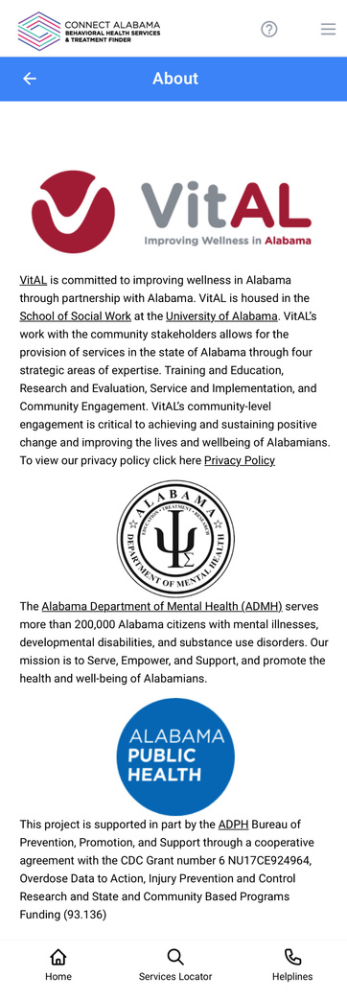 CONNECT ALABAMA
BEHAVIORAL HEALTH SERVICES
& TREATMENT FINDER
About
VitAL
Improving Wellness in Alabama
VitAL is committed to improving wellness in Alabama
through partnership with Alabama. VitAL is housed in the
School of Social Work at the University of Alabama. VitAL's
work with the community stakeholders allows for the
provision of services in the state of Alabama through four
strategic areas of expertise. Training and Education,
Research and Evaluation, Service and Implementation, and
Community Engagement. VitAL's community-level
engagement is critical to achieving and sustaining positive
change and improving the lives and wellbeing of Alabamians.
To view our privacy policy click here Privacy Policy
ALABAMA
EDUCATION • TREATMENT • RESEARCH
Σ
DEPARTMENT OF MENTAL HEALTH
The Alabama Department of Mental Health (ADMH) serves
more than 200,000 Alabama citizens with mental illnesses,
developmental disabilities, and substance use disorders. Our
mission is to Serve, Empower, and Support, and promote the
health and well-being of Alabamians.
ALABAMA
PUBLIC
HEALTH
This project is supported in part by the ADPH Bureau of
Prevention, Promotion, and Support through a cooperative
agreement with the CDC Grant number 6 NU17CE924964,
Overdose Data to Action, Injury Prevention and Control
Research and State and Community Based Programs
Funding (93.136)
Home
Services Locator
Helplines